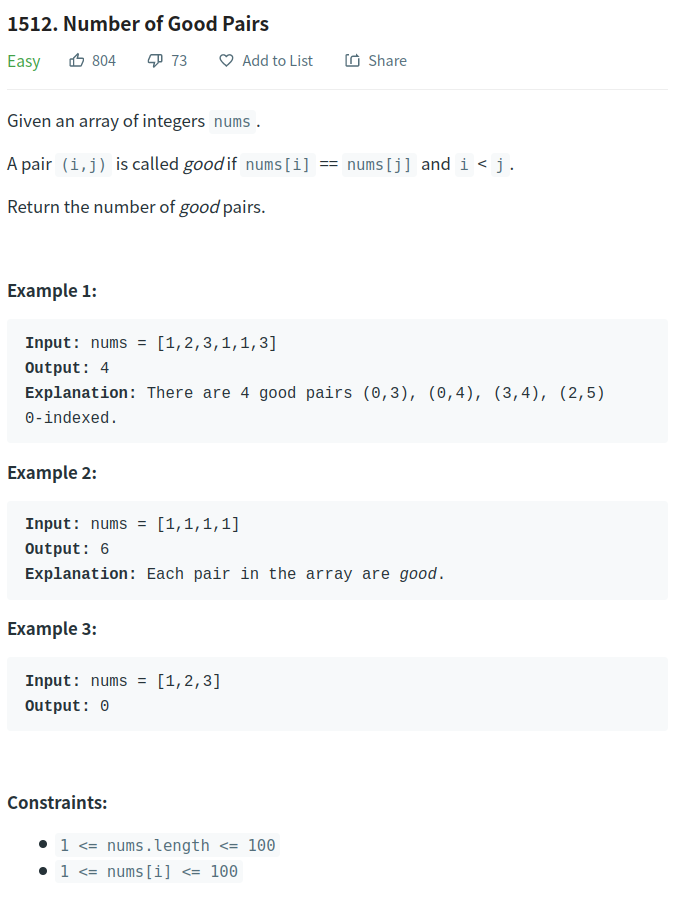 1512. Number of Good Pairs
Easy 804 73 Add to List Share
Given an array of integers nums .
A pair (i,j) is called good if nums[i] == nums[j] and i < j .
Return the number of good pairs.
Example 1:
Input: nums = [1,2,3,1,1,3]
Output: 4
Explanation: There are 4 good pairs (0,3), (0,4), (3,4), (2,5)
0-indexed.
Example 2:
Input: nums = [1,1,1,1]
Output: 6
Explanation: Each pair in the array are good.
Example 3:
Input: nums = [1,2,3]
Output: 0
Constraints:
• 1 <= nums.length <= 100
• 1 <= nums[i] <= 100